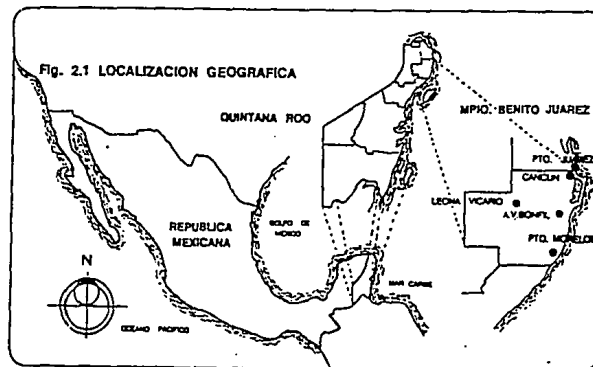 Fig. 2.1 LOCALIZACION GEOGRAFICA
QUINTANA ROO
MPIO. BENITO JUAREZ
PTO. JUAREZ
CANCUN
LEONA VICARIO
A.V. BONFIL
PTO. MORELOS
REPUBLICA
MEXICANA
GOLFO DE
MEXICO
MAR CARIBE
N
OCEANO PACIFICO